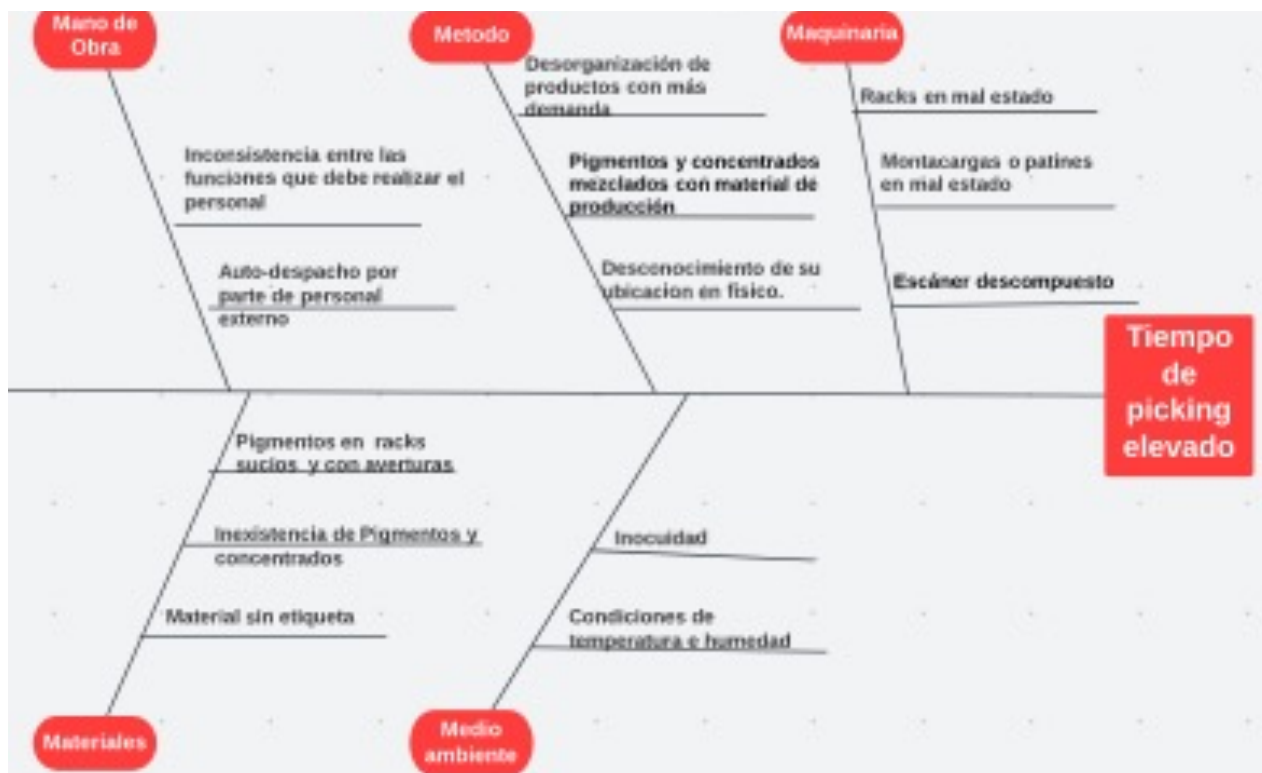 Mano de
Obra
Metodo
Maquinaria
Inconsistencia entre las
funciones que debe realizar el
personal
Auto-despacho por
parte de personal
externo
Desorganización de
productos con más
demanda
Pigmentos y concentrados
mezclados con material de
producción
Desconocimiento de su
ubicacion en fisico.
Racks en mal estado
Montacargas o patines
en mal estado
Escáner descompuesto
Tiempo
de
picking
elevado
Pigmentos en racks
sucios y con averturas
Inexistencia de Pigmentos y
concentrados
Material sin etiqueta
Inocuidad
Condiciones de
temperatura e humedad
Materiales
Medio
ambiente